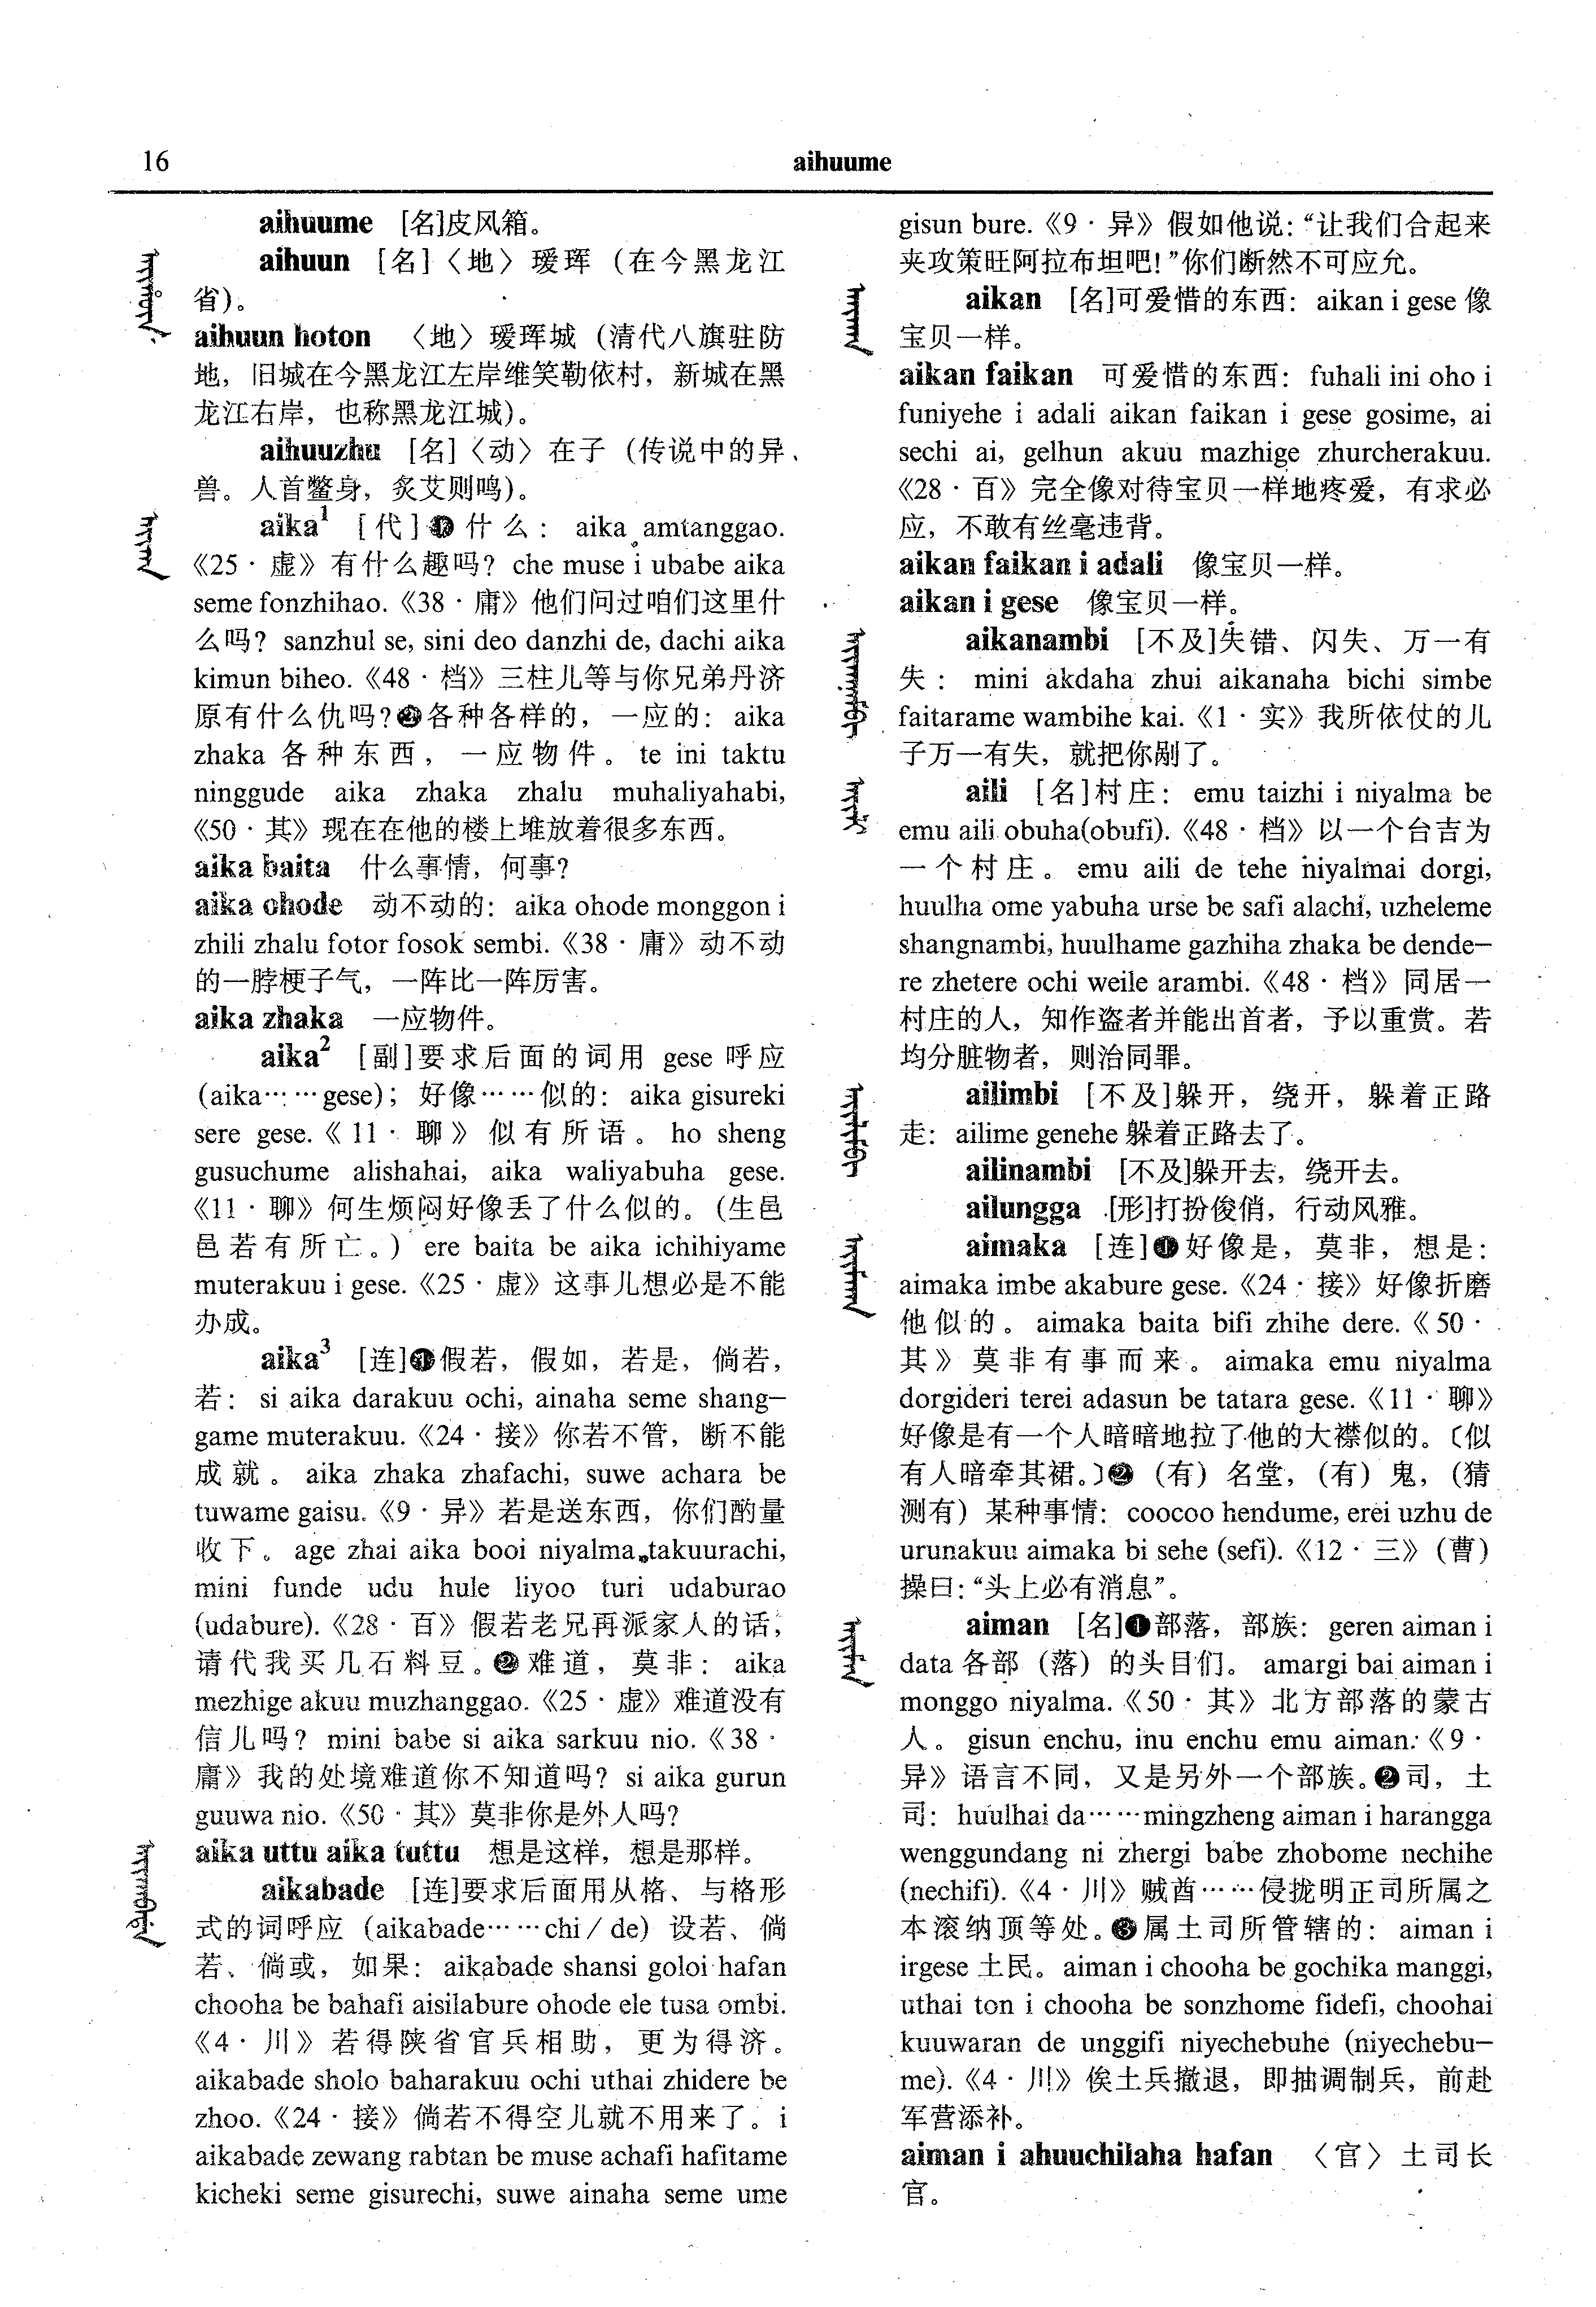 16
aihuume
aihuume [名]皮风箱。
aihuun [名]〈地〉瑷珲（在今黑龙江
省)。
aihuun hoton 〈地〉瑷珲城（清代八旗驻防
地，旧城在今黑龙江左岸维笑勒依村，新城在黑
龙江右岸，也称黑龙江城)。
aihuuzhu [名]〈动〉在子（传说中的异
兽。人首鳖身，炙艾则鸣)。
aika¹ [代]❶什么：aika amtanggao.
《25·虚》有什么趣吗？che muse i ubabe aika
seme fonzhihao.《38·庸》他们问过咱们这里什
么吗？sanzhul se, sini deo danzhi de, dachi aika
kimun biheo.《48·档》三柱儿等与你兄弟丹济
原有什么仇吗？❷各种各样的，一应的：aika
zhaka 各种东西，一应物件。te ini taktu
ninggude aika zhaka zhalu muhaliyahabi,
《50·其》现在在他的楼上堆放着很多东西。
aika baita 什么事情，何事？
aika ohode 动不动的：aika ohode monggon i
zhili zhalu fotor fosok sembi.《38·庸》动不动
的一脖梗子气，一阵比一阵厉害。
aika zhaka 一应物件。
aika² [副]要求后面的词用 gese 呼应
(aika……gese)；好像……似的：aika gisureki
sere gese.《11·聊》似有所语。ho sheng
gusuchume alishahai, aika waliyabuha gese.
《11·聊》何生烦闷好像丢了什么似的。(生邑
邑若有所亡。) ere baita be aika ichihiyame
muterakuu i gese.《25·虚》这事儿想必是不能
办成。
aika³ [连]❶假若，假如，若是，倘若，
若：si aika darakuu ochi, ainaha seme shang-
game muterakuu.《24·接》你若不管，断不能
成就。aika zhaka zhafachi, suwe achara be
tuwame gaisu.《9·异》若是送东西，你们酌量
收下。age zhai aika booi niyalma takuurachi,
mini funde udu hule liyoo turi udaburao
(udabure).《28·百》假若老兄再派家人的话，
请代我买几石料豆。❷难道，莫非：aika
mezhige akuu muzhanggao.《25·虚》难道没有
信儿吗？mini babe si aika sarkuu nio.《38·
庸》我的处境难道你不知道吗？si aika gurun
guuwa nio.《50·其》莫非你是外人吗？
aika uttu aika tuttu 想是这样，想是那样。
aikabade [连]要求后面用从格、与格形
式的词呼应（aikabade……chi/de）设若、倘
若、倘或，如果：aikabade shansi goloi hafan
chooha be bahafi aisilabure ohode ele tusa ombi.
《4·川》若得陕省官兵相助，更为得济。
aikabade sholo baharakuu ochi uthai zhidere be
zhoo.《24·接》倘若不得空儿就不用来了。i
aikabade zewang rabtan be muse achafi hafitame
kicheki seme gisurechi, suwe ainaha seme ume
gisun bure.《9·异》假如他说：“让我们合起来
夹攻策旺阿拉布坦吧！”你们断然不可应允。
aikan [名]可爱惜的东西：aikan i gese 像
宝贝一样。
aikan faikan 可爱惜的东西：fuhali ini oho i
funiyehe i adali aikan faikan i gese gosime, ai
sechi ai, gelhun akuu mazhige zhurcherakuu.
《28·百》完全像对待宝贝一样地疼爱，有求必
应，不敢有丝毫违背。
aikan faikan i adali 像宝贝一样。
aikan i gese 像宝贝一样。
aikanambi [不及]失错、闪失、万一有
失：mini akdaha zhui aikanaha bichi simbe
faitarame wambihe kai.《1·实》我所依仗的儿
子万一有失，就把你剐了。
aili [名]村庄：emu taizhi i niyalma be
emu aili obuha(obufi).《48·档》以一个台吉为
一个村庄。emu aili de tehe niyalmai dorgi,
huulha ome yabuha urse be safi alachi, uzheleme
shangnambi, huulhame gazhiha zhaka be dende-
re zhetere ochi weile arambi.《48·档》同居一
村庄的人，知作盗者并能出首者，予以重赏。若
均分脏物者，则治同罪。
ailimbi [不及]躲开，绕开，躲着正路
走：ailime genehe 躲着正路去了。
ailinambi [不及]躲开去，绕开去。
ailungga [形]打扮俊俏，行动风雅。
aimaka [连]❶好像是，莫非，想是：
aimaka imbe akabure gese.《24·接》好像折磨
他似的。aimaka baita bifi zhihe dere.《50·
其》莫非有事而来。aimaka emu niyalma
dorgideri terei adasun be tatara gese.《11·聊》
好像是有一个人暗暗地拉了他的大襟似的。〔似
有人暗牵其裙。〕❷（有）名堂，（有）鬼，（猜
测有）某种事情：coocoo hendume, erei uzhu de
urunakuu aimaka bi sehe (sefi).《12·三》（曹）
操曰：“头上必有消息”。
aiman [名]❶部落，部族：geren aiman i
data 各部（落）的头目们。amargi bai aiman i
monggo niyalma.《50·其》北方部落的蒙古
人。gisun enchu, inu enchu emu aiman.《9·
异》语言不同，又是另外一个部族。❷司，土
司：huulhai da……mingzheng aiman i harangga
wenggundang ni zhergi babe zhobome nechihe
(nechifi).《4·川》贼酋……侵拢明正司所属之
本滚纳顶等处。❸属土司所管辖的：aiman i
irgese 土民。aiman i chooha be gochika manggi,
uthai ton i chooha be sonzhome fidefi, choohai
kuuwaran de unggifi niyechebuhe (niyechebu-
me).《4·川》俟土兵撤退，即抽调制兵，前赴
军营添补。
aiman i ahuuchilaha hafan 〈官〉土司长
官。